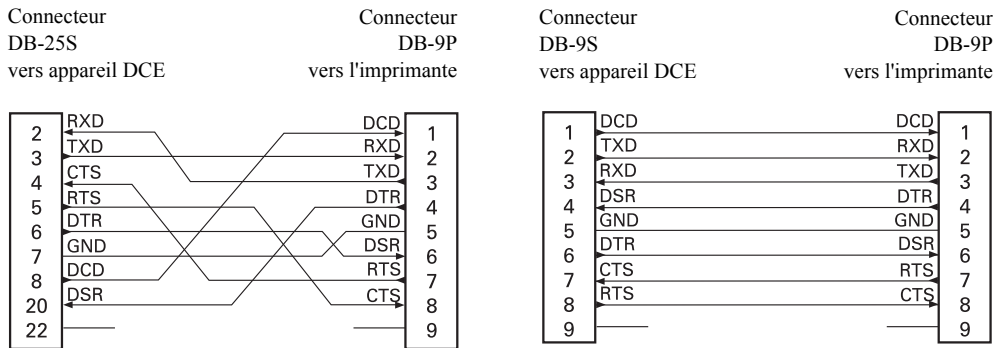 Connecteur
DB-25S
vers appareil DCE
Connecteur
DB-9P
vers l'imprimante
2 RXD DCD 1
3 TXD RXD 2
4 CTS TXD 3
5 RTS DTR 4
6 DTR GND 5
7 GND DSR 6
8 DCD RTS 7
20 DSR CTS 8
22 9
Connecteur
DB-9S
vers appareil DCE
Connecteur
DB-9P
vers l'imprimante
1 DCD DCD 1
2 TXD RXD 2
3 RXD TXD 3
4 DSR DTR 4
5 GND GND 5
6 DTR DSR 6
7 CTS RTS 7
8 RTS CTS 8
9 9